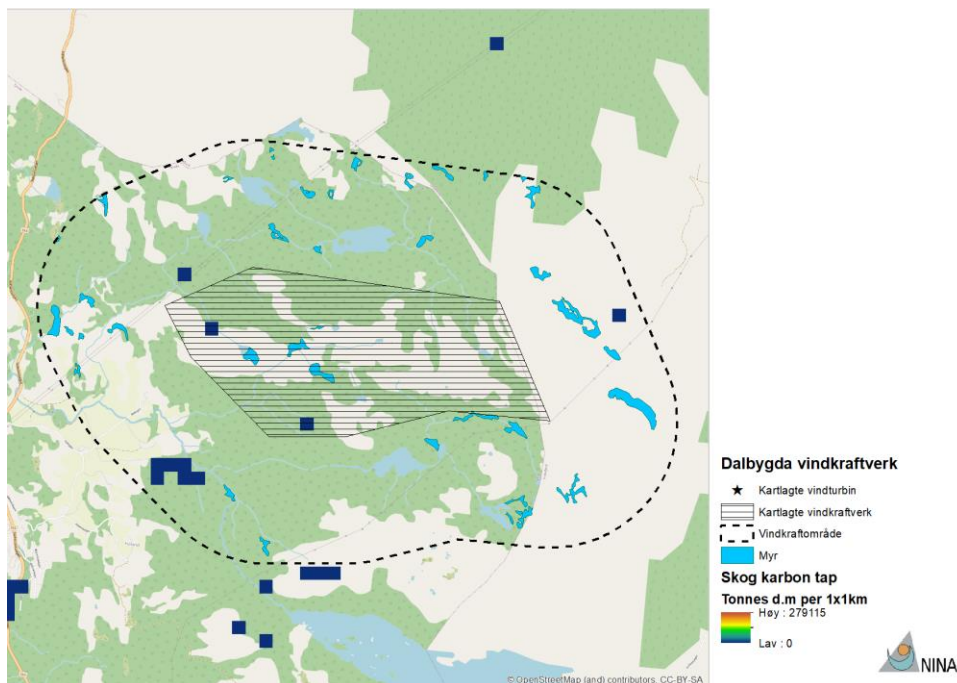 Dalbygda vindkraftverk
Kartlagte vindturbin
Kartlagte vindkraftverk
Vindkraftområde
Myr
Skog karbon tap
Tonnes d.m per 1x1km
Høy : 279115
Lav : 0
NINA
© OpenStreetMap (and) contributors, CC-BY-SA